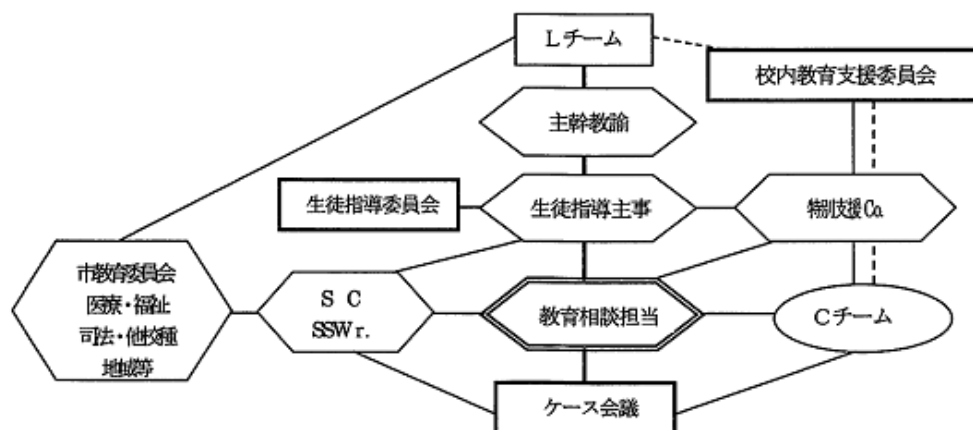 Lチーム
校内教育支援委員会
主幹教諭
生徒指導委員会
生徒指導主事
特別支援Co.
市教育委員会
医療・福祉
司法・他校種
地域等
S C
SSWr.
教育相談担当
Cチーム
ケース会議